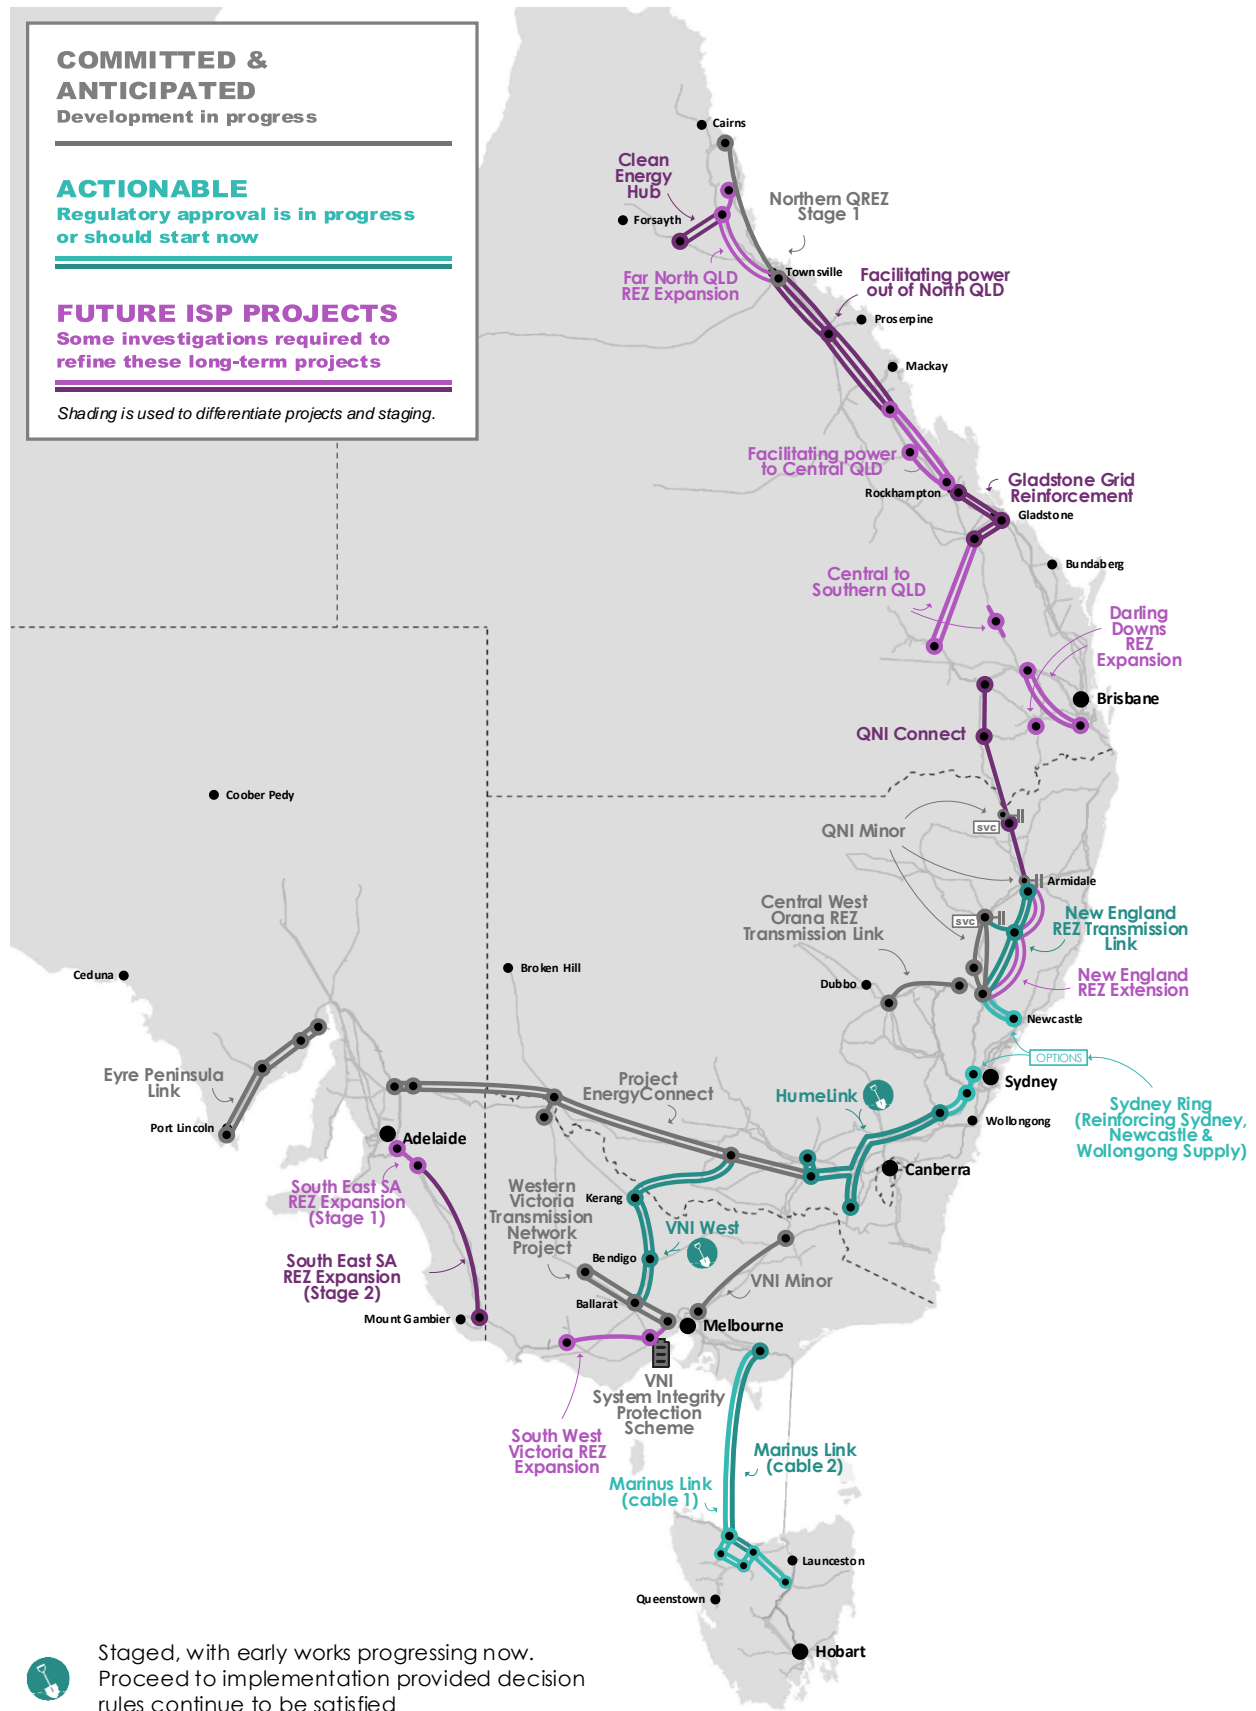 COMMITTED &
ANTICIPATED
Development in progress
ACTIONABLE
Regulatory approval is in progress
or should start now
FUTURE ISP PROJECTS
Some investigations required to
refine these long-term projects
Shading is used to differentiate projects and staging.
Cairns
Clean
Energy
Hub
Forsayth
Northern QREZ
Stage 1
Far North QLD
REZ Expansion
Townsville
Facilitating power
out of North QLD
Proserpine
Mackay
Facilitating power
to Central QLD
Rockhampton
Gladstone Grid
Reinforcement
Gladstone
Bundaberg
Central to
Southern QLD
Darling
Downs
REZ
Expansion
Brisbane
QNI Connect
Coober Pedy
QNI Minor
svc
Armidale
Central West
Orana REZ
Transmission Link
svc
New England
REZ Transmission
Link
Ceduna
Broken Hill
Dubbo
New England
REZ Extension
Newcastle
OPTIONS
Eyre Peninsula
Link
Project
EnergyConnect
HumeLink
Sydney
Sydney Ring
(Reinforcing Sydney,
Newcastle &
Wollongong Supply)
Port Lincoln
Adelaide
Wollongong
Canberra
South East SA
REZ Expansion
(Stage 1)
Western
Victoria
Transmission
Network
Project
Kerang
VNI West
Bendigo
South East SA
REZ Expansion
(Stage 2)
VNI Minor
Ballarat
Mount Gambier
Melbourne
VNI
System Integrity
Protection
Scheme
South West
Victoria REZ
Expansion
Marinus Link
(cable 2)
Marinus Link
(cable 1)
Launceston
Queenstown
Hobart
Staged, with early works progressing now.
Proceed to implementation provided decision
rules continue to be satisfied